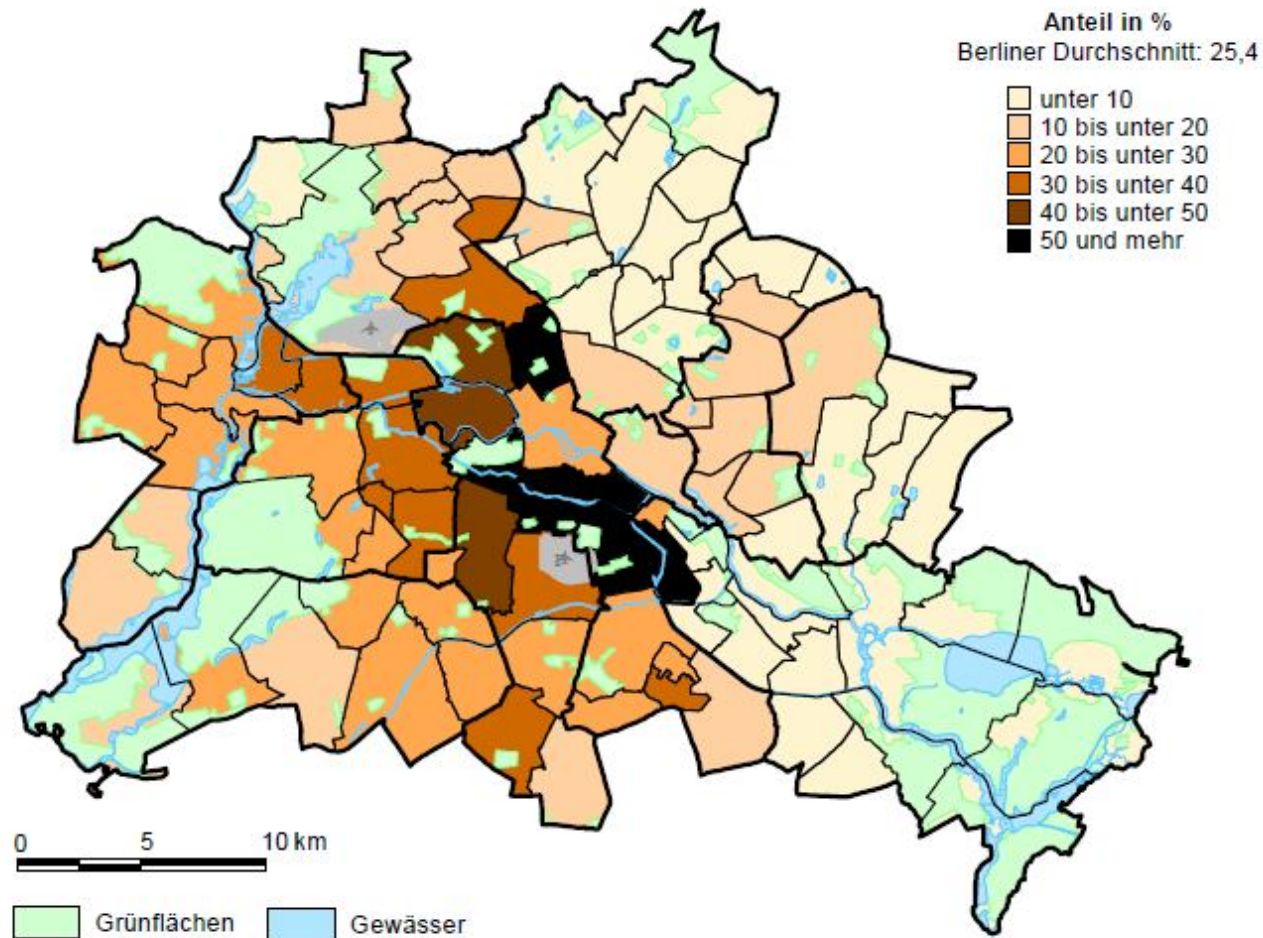 Anteil in %
Berliner Durchschnitt: 25,4
unter 10
10 bis unter 20
20 bis unter 30
30 bis unter 40
40 bis unter 50
50 und mehr
0 5 10 km
Grünflächen Gewässer